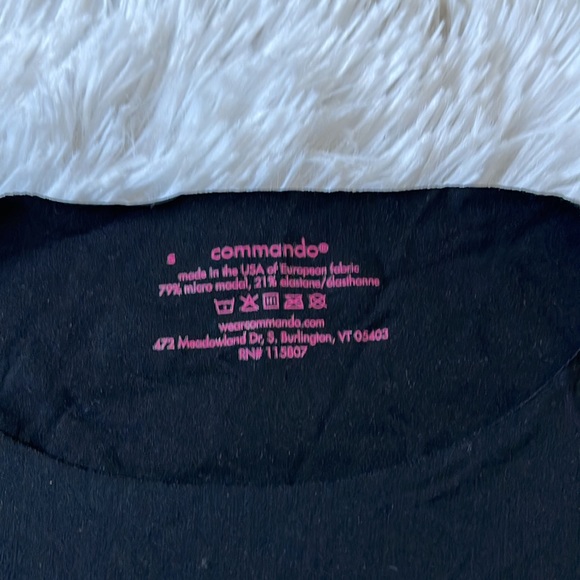 S commando®
made in the USA of European fabric
79% micro modal, 21% elastane/élasthanne
wearcommando.com
472 Meadowland Dr, S. Burlington, VT 05403
RN# 115807